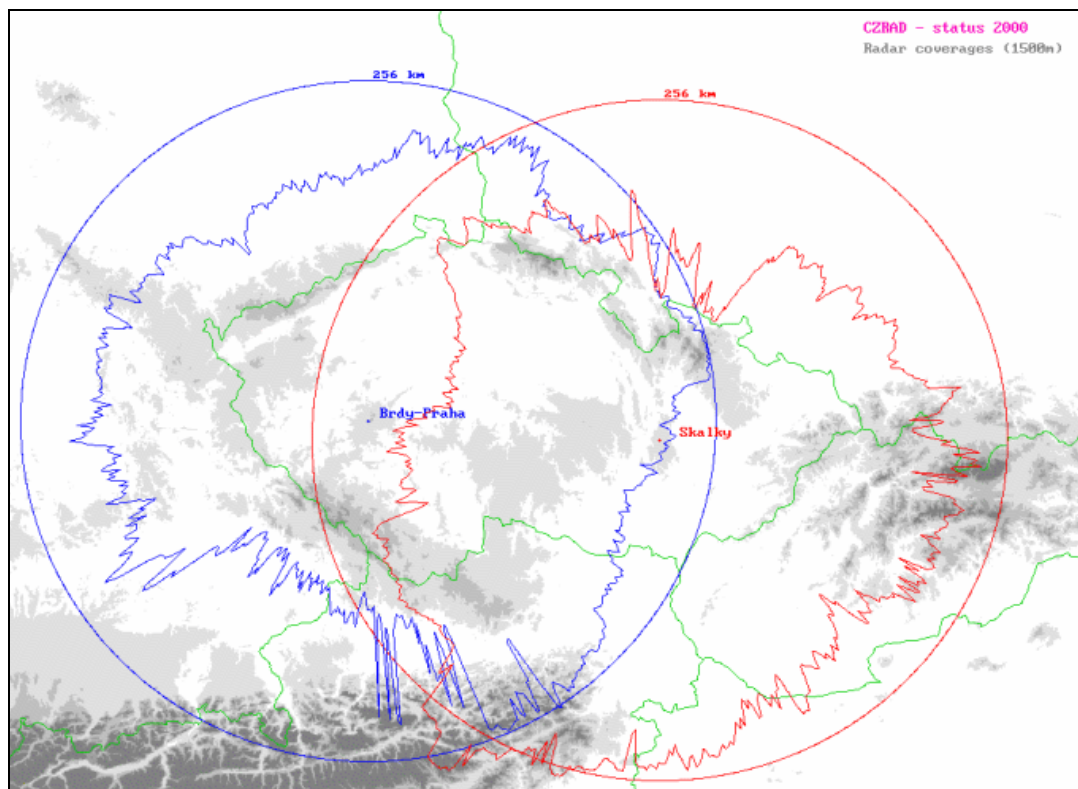 CZRAD - status 2000
Radar coverages (1500m)
256 km
256 km
Brdy-Praha
Skalky